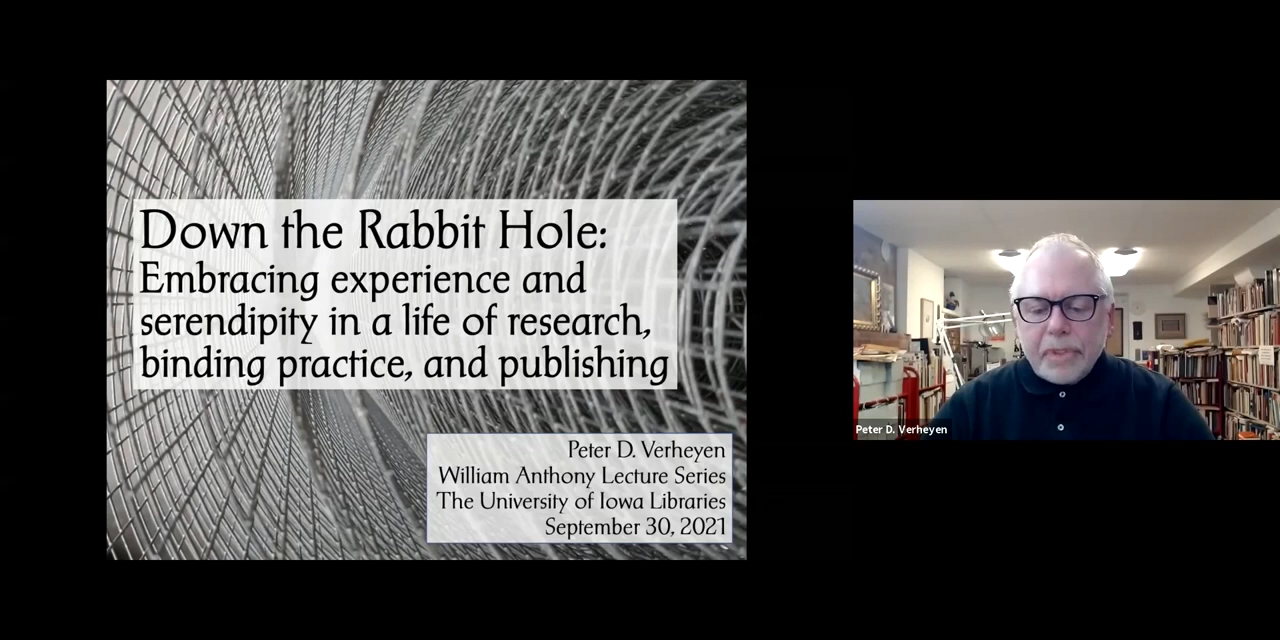 Down the Rabbit Hole:
Embracing experience and
serendipity in a life of research,
binding practice, and publishing
Peter D. Verheyen
William Anthony Lecture Series
The University of Iowa Libraries
September 30, 2021
Peter D. Verheyen